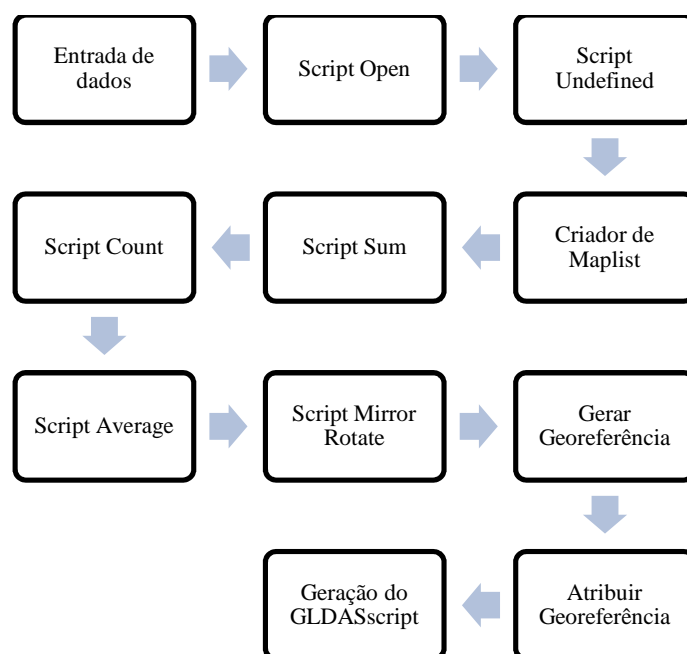 Entrada de
dados
Script Open
Script
Undefined
Criador de
Maplist
Script Sum
Script Count
Script Average
Script Mirror
Rotate
Gerar
Georeferência
Atribuir
Georeferência
Geração do
GLDASscript